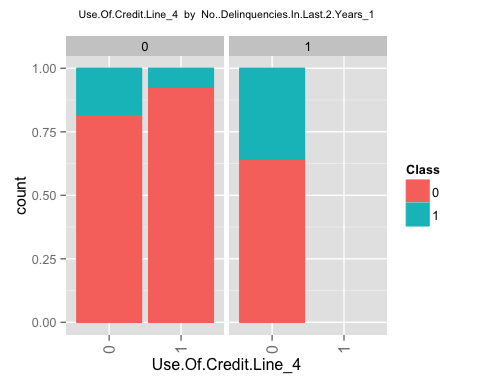 Use.Of.Credit.Line_4 by No..Delinquencies.In.Last.2.Years_1
0 1
1.00
0.75
0.50
0.25
0.00
count
0 1 0 1
Use.Of.Credit.Line_4
Class
0
1